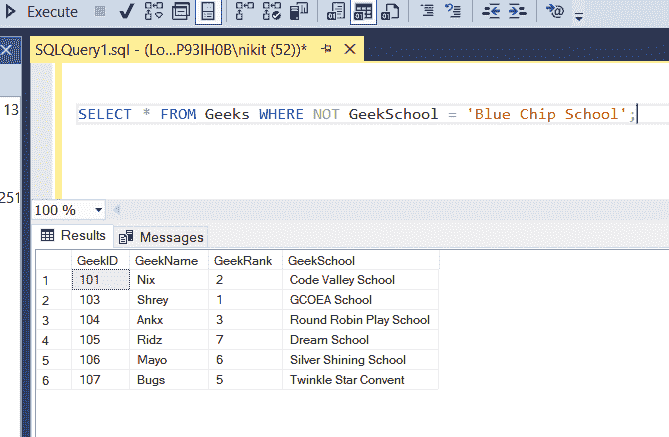 Execute
SQLQuery1.sql - (Lo...P93IH0B\nikit (52))*
13
SELECT * FROM Geeks WHERE NOT GeekSchool = 'Blue Chip School';
251
100 %
Results Messages
GeekID GeekName GeekRank GeekSchool
1 101 Nix 2 Code Valley School
2 103 Shrey 1 GCOEA School
3 104 Ankx 3 Round Robin Play School
4 105 Ridz 7 Dream School
5 106 Mayo 6 Silver Shining School
6 107 Bugs 5 Twinkle Star Convent